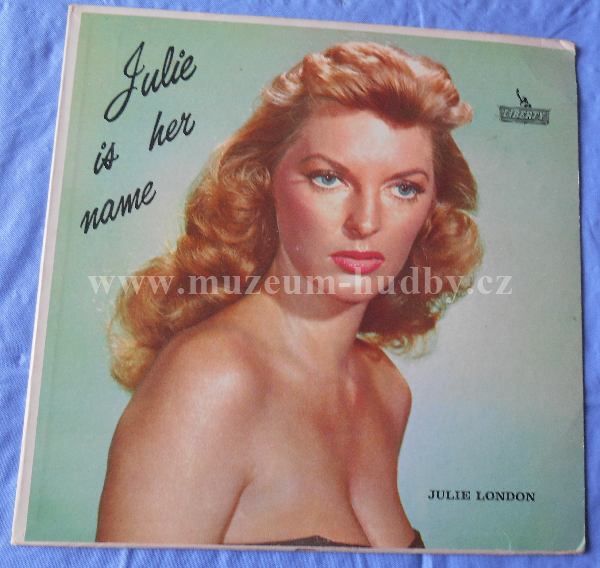 Julie
is her
name
LIBERTY
www.muzeum-hudby.cz
JULIE LONDON